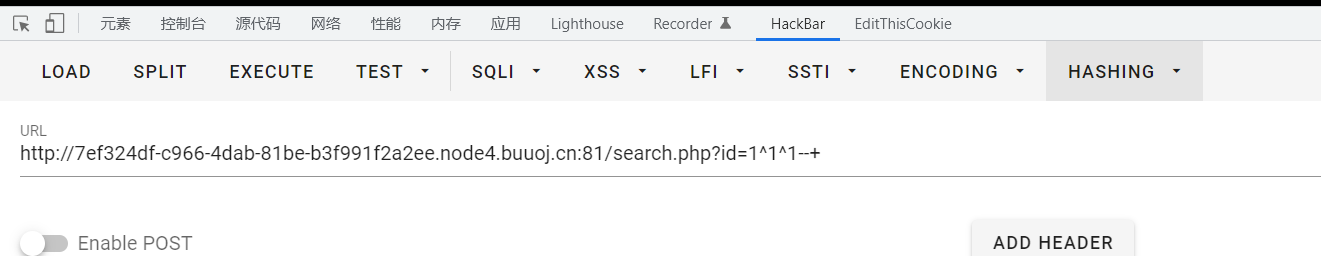 元素 控制台 源代码 网络 性能 内存 应用 Lighthouse Recorder HackBar EditThisCookie
LOAD SPLIT EXECUTE TEST SQLI XSS LFI SSTI ENCODING HASHING
URL
http://7ef324df-c966-4dab-81be-b3f991f2a2ee.node4.buuoj.cn:81/search.php?id=1^1^1--+
Enable POST ADD HEADER